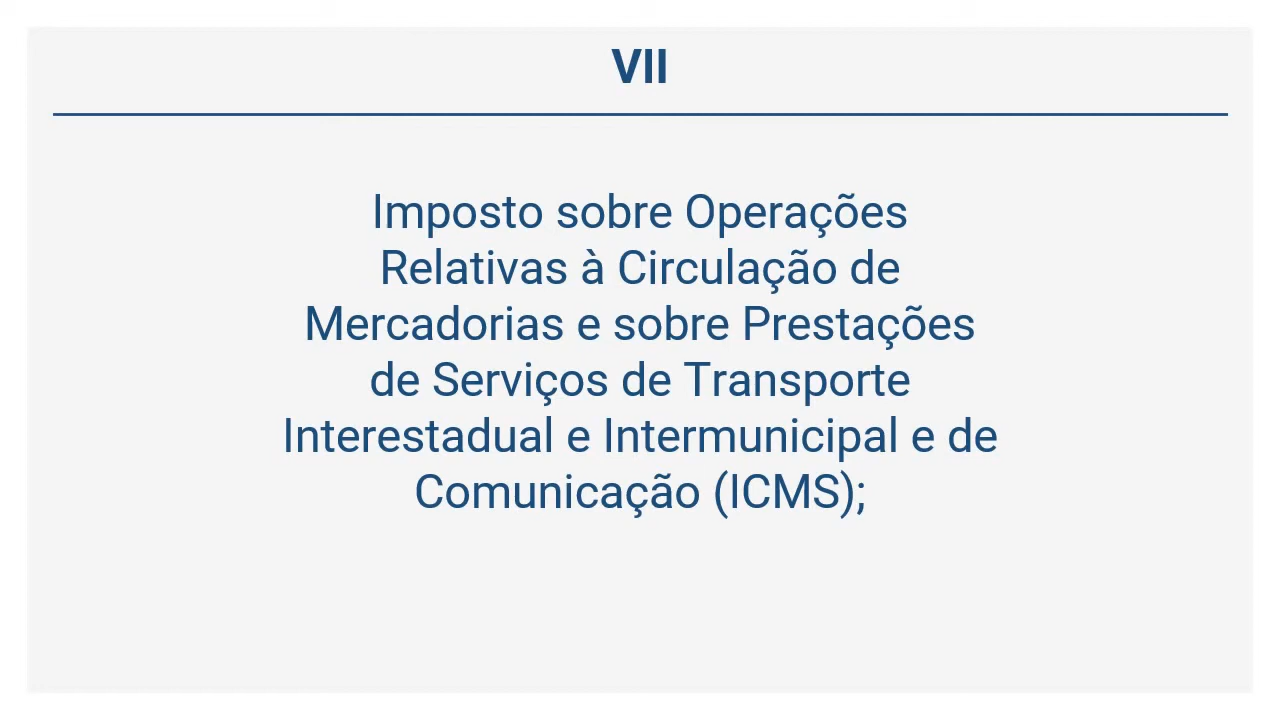 VII
Imposto sobre Operações
Relativas à Circulação de
Mercadorias e sobre Prestações
de Serviços de Transporte
Interestadual e Intermunicipal e de
Comunicação (ICMS);